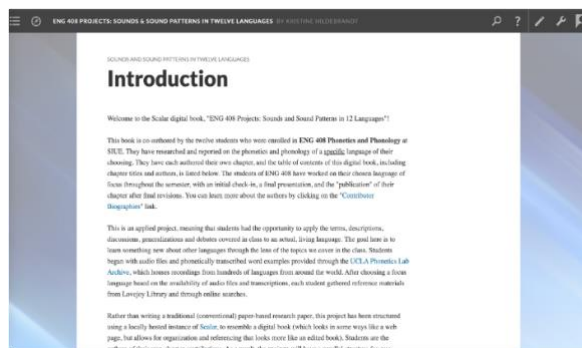 ENG 408 PROJECTS: SOUNDS & SOUND PATTERNS IN TWELVE LANGUAGES BY KRISTINE HILDEBRANDT
?
SOUNDS AND SOUND PATTERNS IN TWELVE LANGUAGES
Introduction
Welcome to the Scalar digital book, "ENG 408 Projects: Sounds and Sound Patterns in 12 Languages"!
This book is co-authored by the twelve students who were enrolled in ENG 408 Phonetics and Phonology at
SIUE. They have researched and reported on the phonetics and phonology of a specific language of their
choosing. They have each authored their own chapter, and the table of contents of this digital book, including
chapter titles and authors, is listed below. The students of ENG 408 have worked on their chosen language of
focus throughout the semester, with an initial check-in, a final presentation, and the "publication" of their
chapter after final revisions. You can learn more about the authors by clicking on the "Contributor
Biographies" link.
This is an applied project, meaning that students had the opportunity to apply the terms, descriptions,
discussions, generalizations and debates covered in class to an actual, living language. The goal here is to
learn something new about other languages through the lens of the topics we cover in the class. Students
began with audio files and phonetically transcribed word examples provided through the UCLA Phonetics Lab
Archive, which houses recordings from hundreds of languages from around the world. After choosing a focus
language based on the availability of audio files and transcriptions, each student gathered reference materials
from Lovejoy Library and through online searches.
Rather than writing a traditional (conventional) paper-based research paper, this project has been structured
using a locally hosted instance of Scalar, to resemble a digital book (which looks in some ways like a web
page, but allows for organization and referencing that looks more like an edited book). Students are the